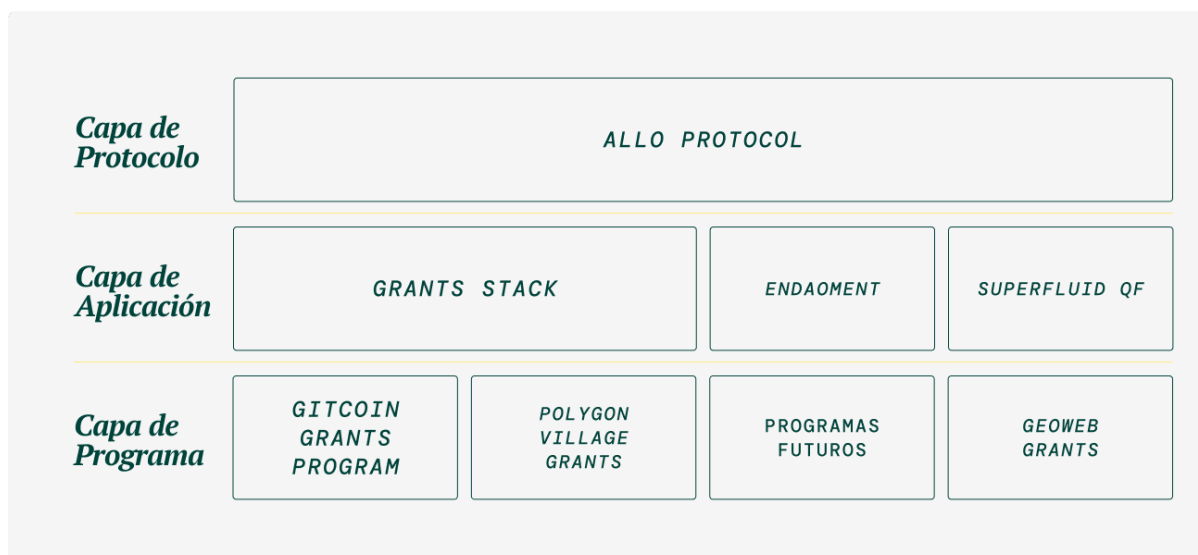 Capa de
Protocolo
ALLO PROTOCOL
Capa de
Aplicación
GRANTS STACK
ENDAOMENT
SUPERFLUID QF
Capa de
Programa
GITCOIN
GRANTS
PROGRAM
POLYGON
VILLAGE
GRANTS
PROGRAMAS
FUTUROS
GEOWEB
GRANTS